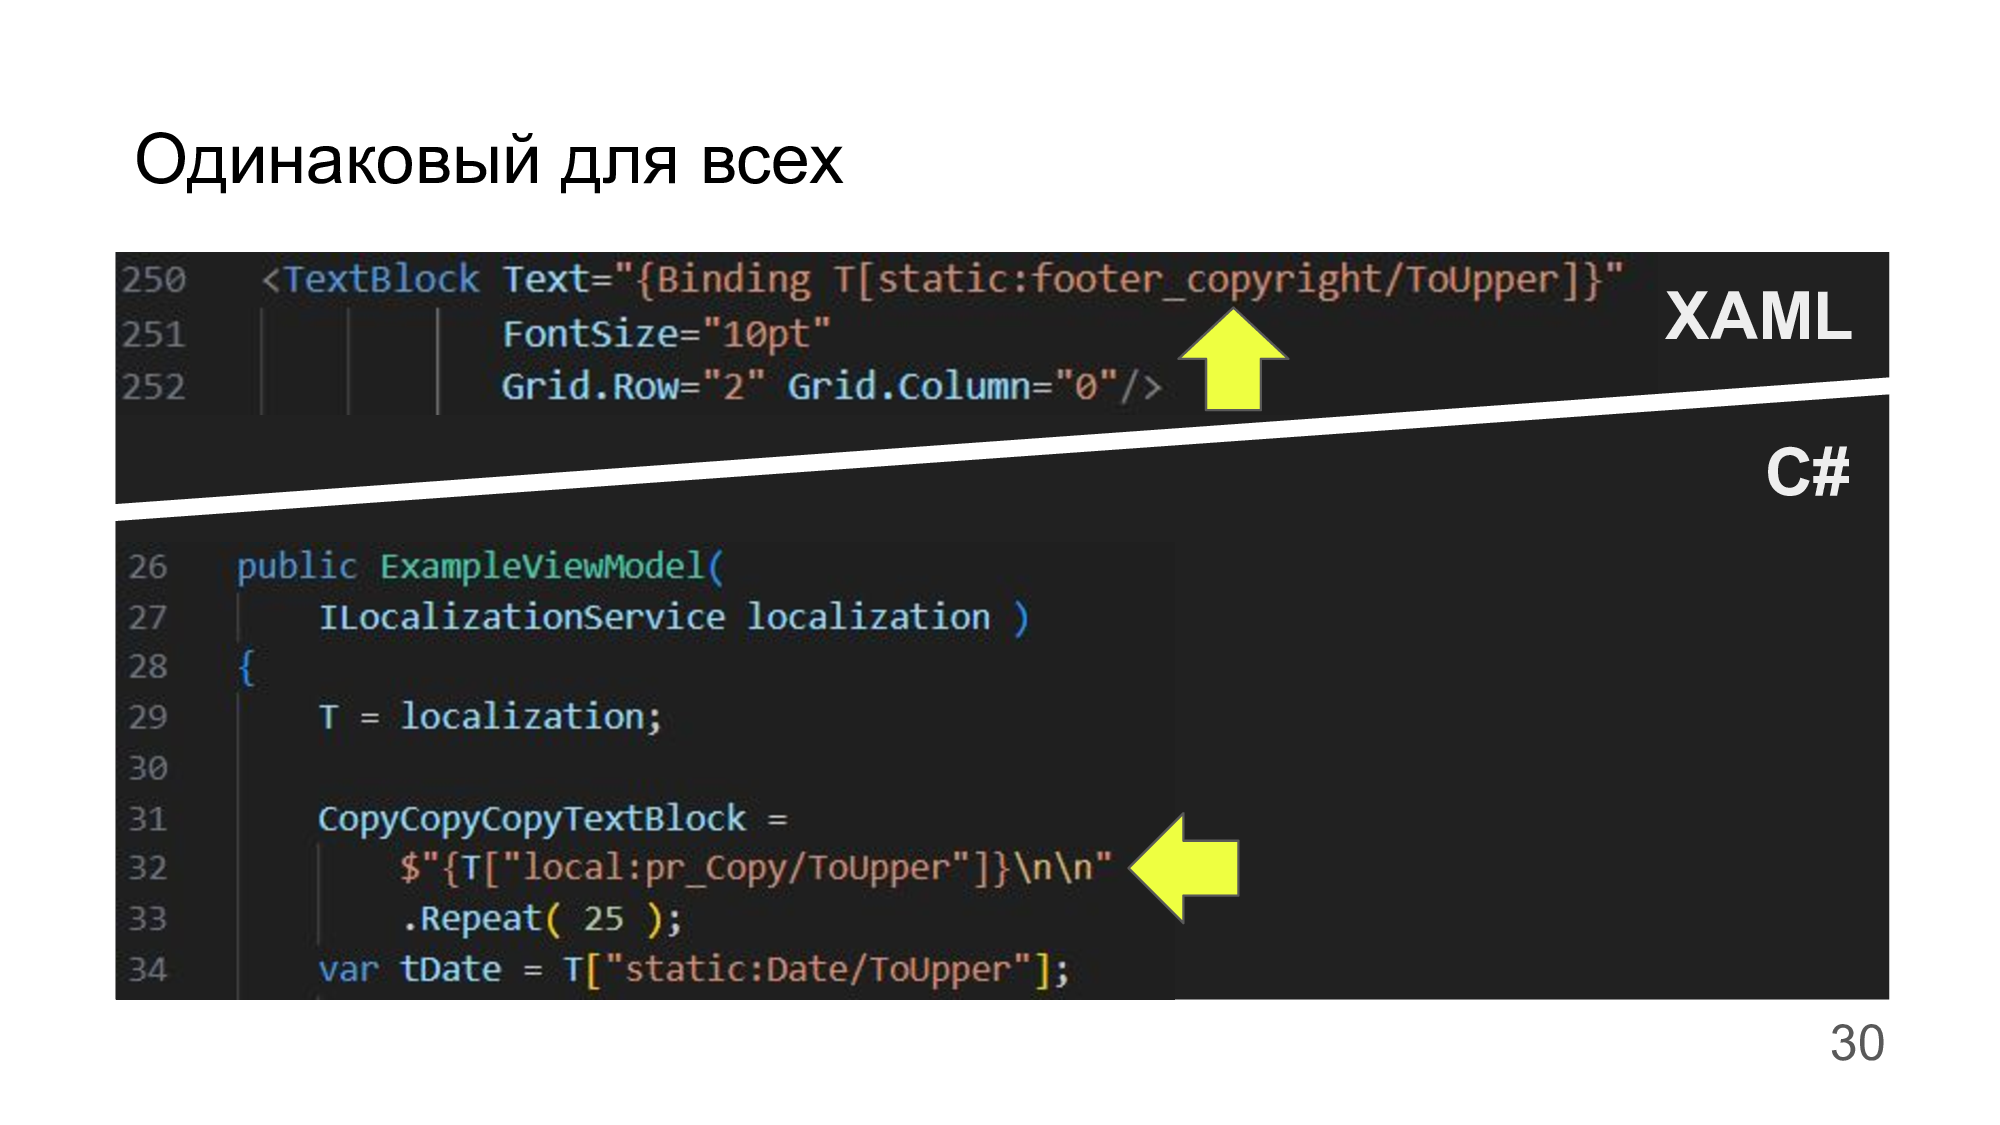 Одинаковый для всех
250 <TextBlock Text="{Binding T[static:footer_copyright/ToUpper]}"
251 FontSize="10pt"
252 Grid.Row="2" Grid.Column="0"/>
XAML
C#
26 public ExampleViewModel(
27 ILocalizationService localization )
28 {
29 T = localization;
30
31 CopyCopyCopyTextBlock =
32 $"{T["local:pr_Copy/ToUpper"]}\n\n"
33 .Repeat( 25 );
34 var tDate = T["static:Date/ToUpper"];
30